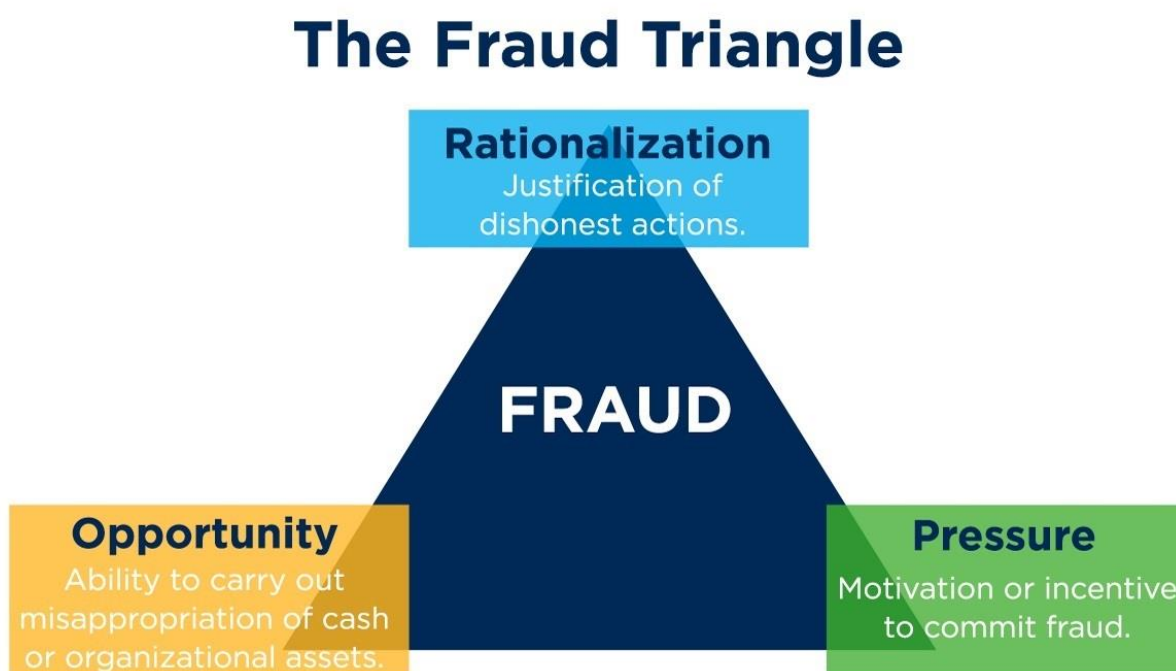 The Fraud Triangle
Rationalization
Justification of
dishonest actions.
FRAUD
Opportunity
Ability to carry out
misappropriation of cash
or organizational assets.
Pressure
Motivation or incentive
to commit fraud.